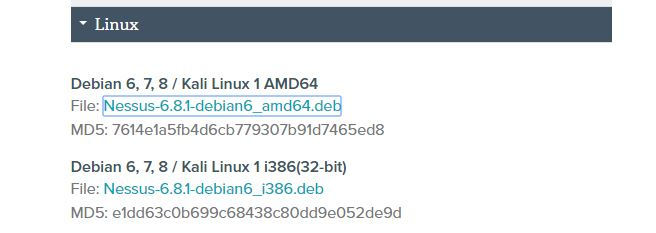 Linux
Debian 6, 7, 8 / Kali Linux 1 AMD64
File: Nessus-6.8.1-debian6_amd64.deb
MD5: 7614e1a5fb4d6cb779307b91d7465ed8
Debian 6, 7, 8 / Kali Linux 1 i386(32-bit)
File: Nessus-6.8.1-debian6_i386.deb
MD5: e1dd63c0b699c68438c80dd9e052de9d